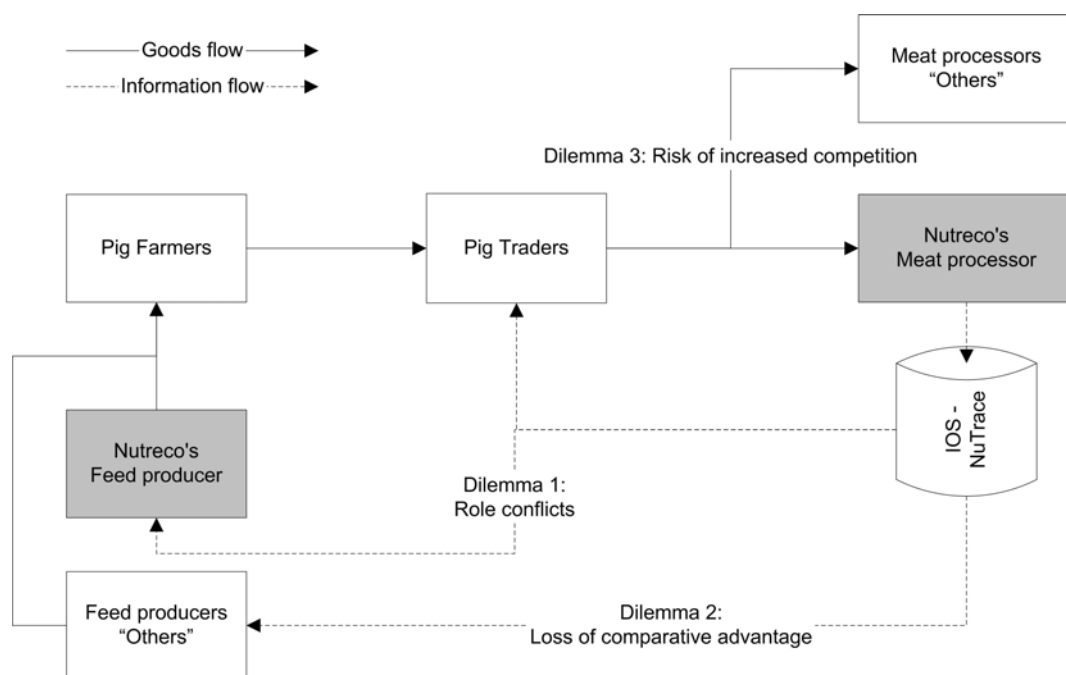 Goods flow
Information flow
Meat processors
“Others”
Dilemma 3: Risk of increased competition
Pig Farmers
Pig Traders
Nutreco's
Meat processor
IOS -
NuTrace
Nutreco's
Feed producer
Dilemma 1:
Role conflicts
Feed producers
“Others”
Dilemma 2:
Loss of comparative advantage